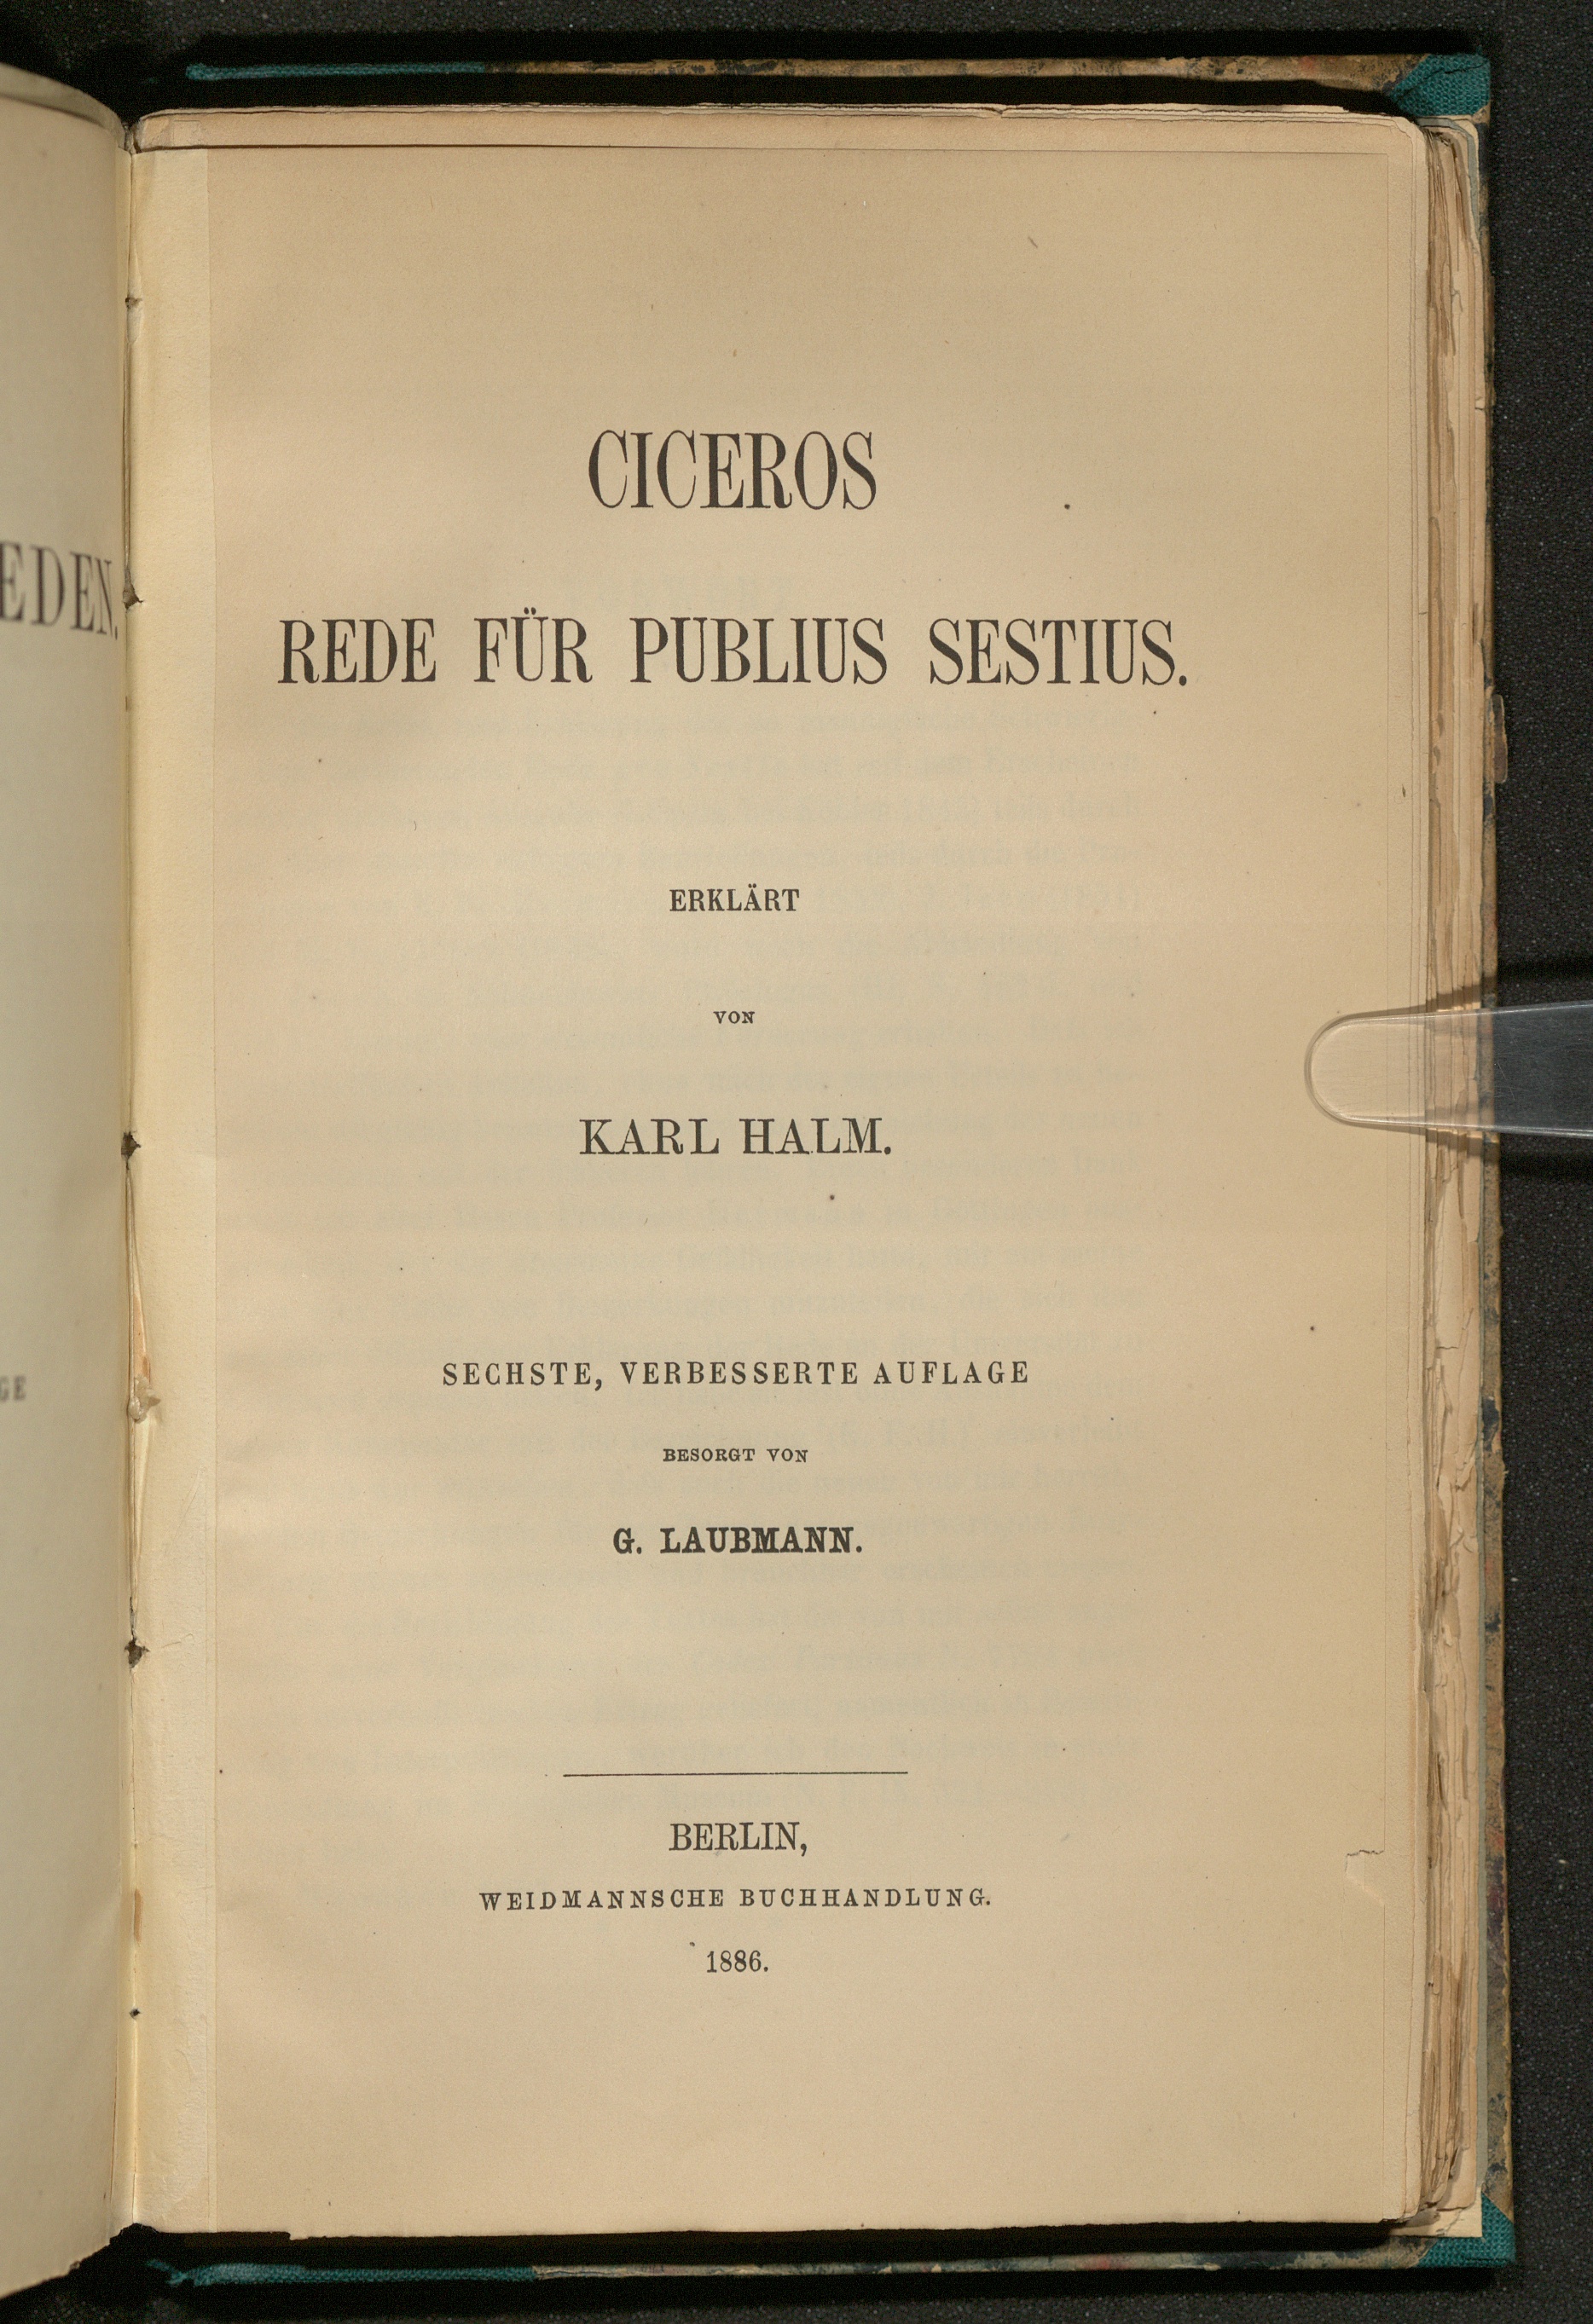 EDEN.
GE
CICEROS
REDE FÜR PUBLIUS SESTIUS.
ERKLÄRT
VON
KARL HALM.
SECHSTE, VERBESSERTE AUFLAGE
BESORGT VON
G. LAUBMANN.
BERLIN,
WEIDMANNSCHE BUCHHANDLUNG.
1886.